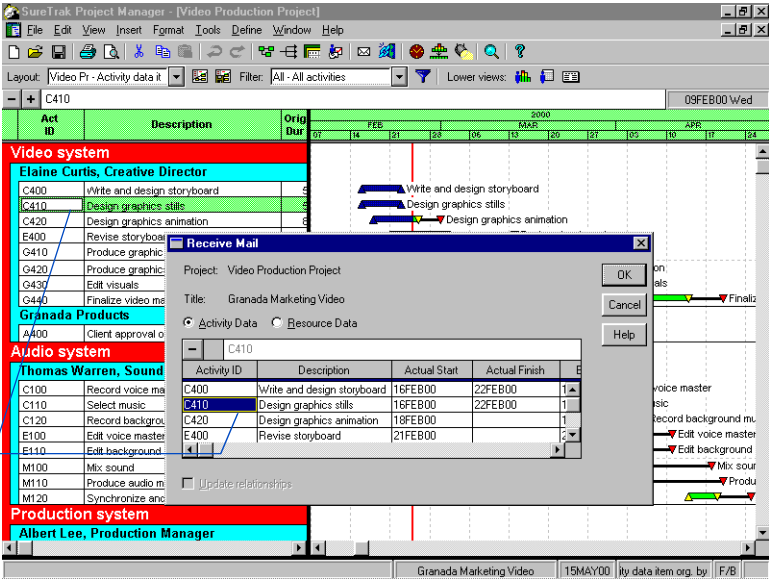 SureTrak Project Manager - [Video Production Project]
File Edit View Insert Format Tools Define Window Help
Layout: Video Pr - Activity data it Filter: All - All activities Lower views:
C410 09FEB00 Wed
Act ID Description Orig Dur
2000
FEB MAR APR
07 14 21 28 06 13 20 27 03 10 17 24
Video system
Elaine Curtis, Creative Director
C400 Write and design storyboard 5 Write and design storyboard
C410 Design graphics stills 5 Design graphics stills
C420 Design graphics animation 8 Design graphics animation
E400 Revise storyboa
G410 Produce graphic
G420 Produce graphic
G430 Edit visuals als
G440 Finalize video ma Finaliz
Granada Products
A400 Client approval o
Audio system
Thomas Warren, Sound
C100 Record voice ma voice master
C110 Select music
C120 Record backgrou Record background mu
E100 Edit voice master Edit voice master
E110 Edit background Edit background
M100 Mix sound Mix sour
M110 Produce audio m Produ
M120 Synchronize anc
Production system
Albert Lee, Production Manager
Receive Mail
Project: Video Production Project
Title: Granada Marketing Video
Activity Data Resource Data
OK
Cancel
Help
C410
Activity ID Description Actual Start Actual Finish E
C400 Write and design storyboard 16FEB00 22FEB00 1
C410 Design graphics stills 16FEB00 22FEB00 1
C420 Design graphics animation 18FEB00 1
E400 Revise storyboard 21FEB00 2
Update relationships
Granada Marketing Video 15MAY00 ity data item org. by F/B